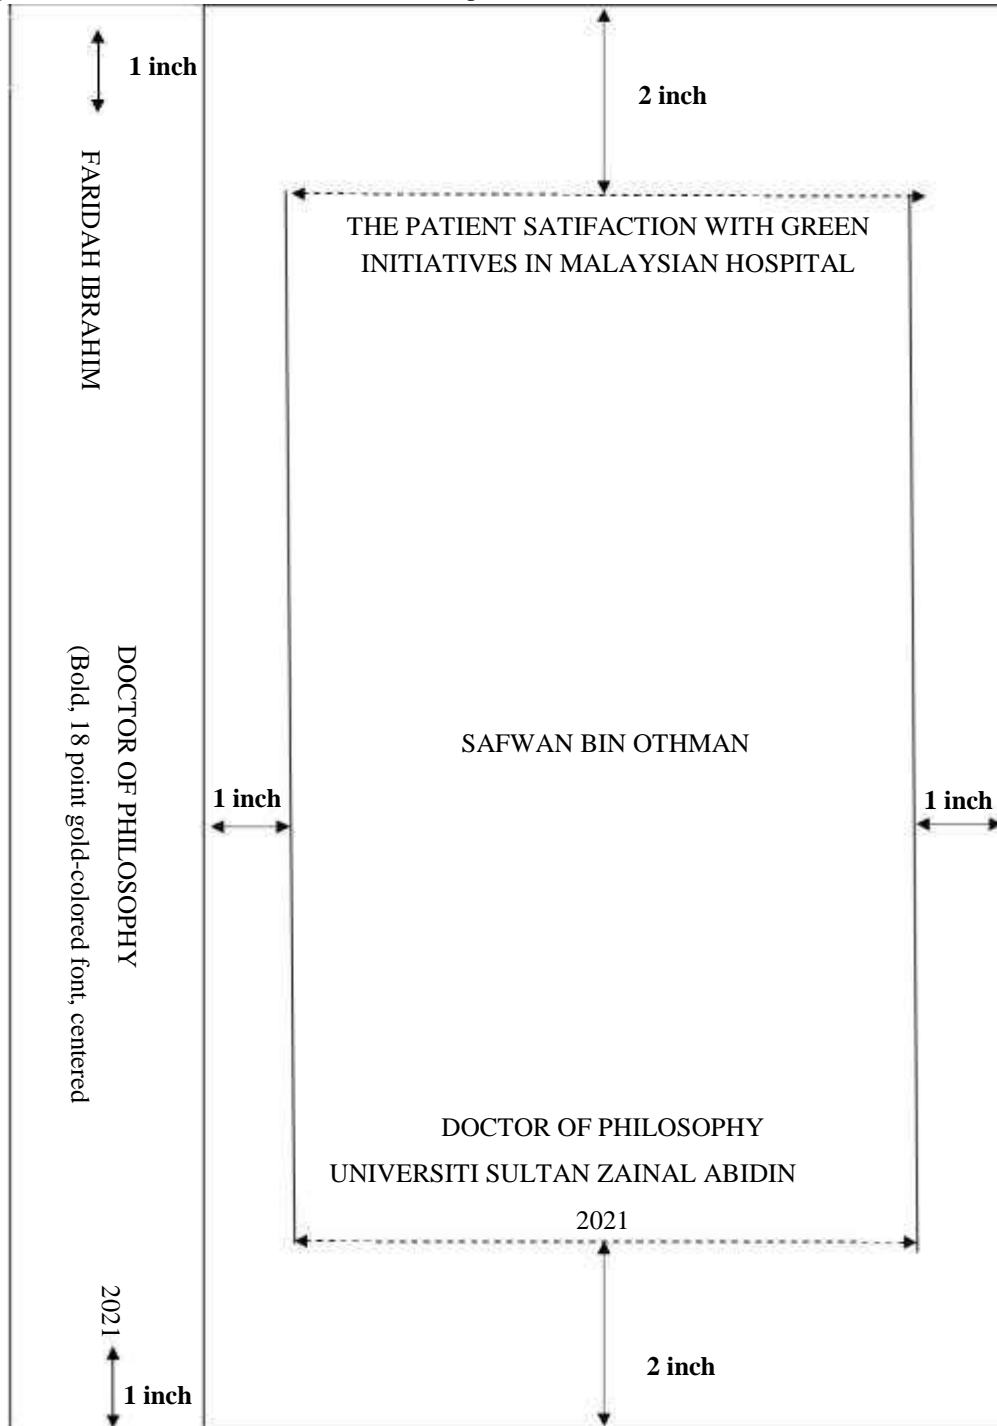 1 inch
FARIDAH IBRAHIM
DOCTOR OF PHILOSOPHY
(Bold, 18 point gold-colored font, centered
2021
1 inch
2 inch
THE PATIENT SATIFACTION WITH GREEN
INITIATIVES IN MALAYSIAN HOSPITAL
SAFWAN BIN OTHMAN
1 inch
1 inch
DOCTOR OF PHILOSOPHY
UNIVERSITI SULTAN ZAINAL ABIDIN
2021
2 inch